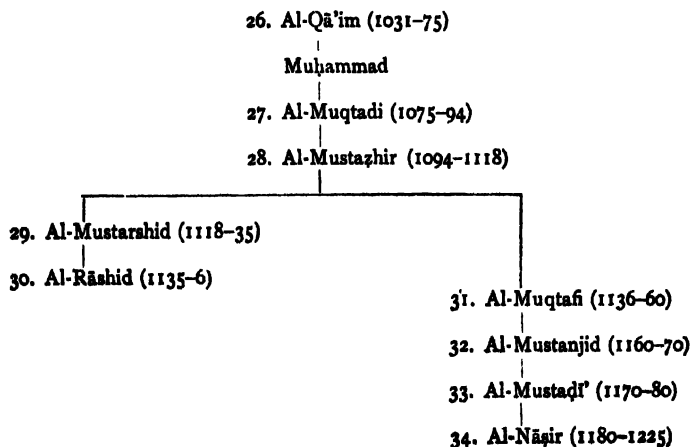 26. Al-Qā'im (1031–75)
Muḥammad
27. Al-Muqtadi (1075–94)
28. Al-Mustaẓhir (1094–1118)
29. Al-Mustarshid (1118–35)
30. Al-Rāshid (1135–6)
31. Al-Muqtafi (1136–60)
32. Al-Mustanjid (1160–70)
33. Al-Mustaḍī' (1170–80)
34. Al-Nāṣir (1180–1225)